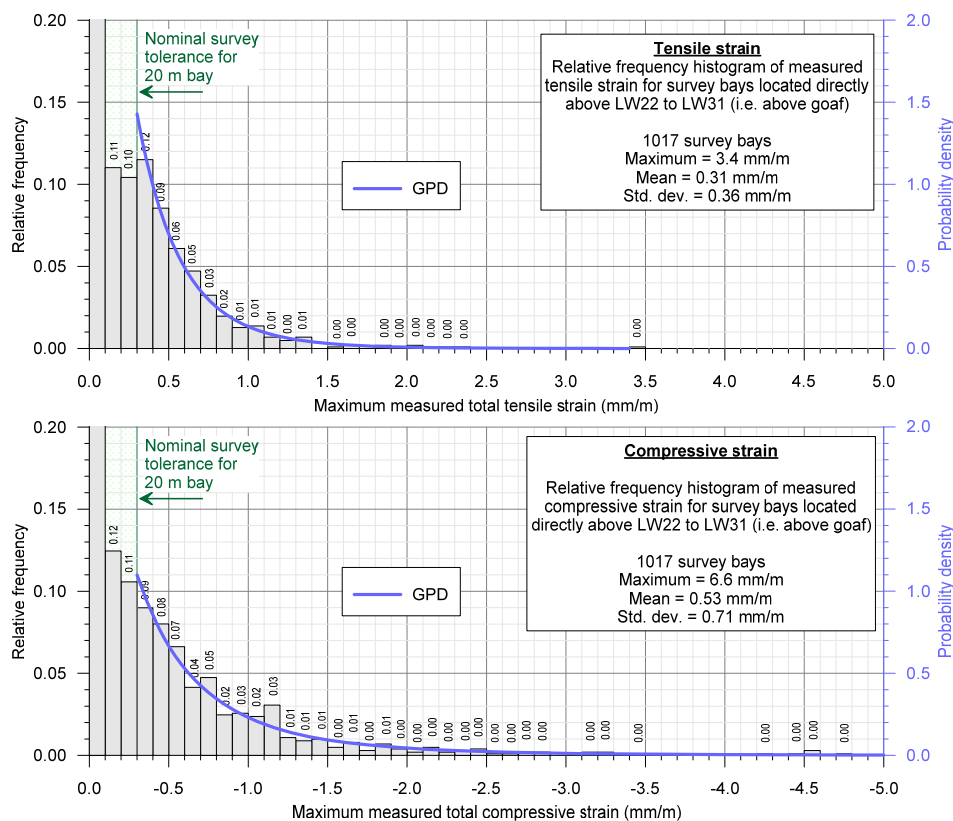 0.20
0.15
0.10
0.05
0.00
Relative frequency
2.0
1.5
1.0
0.5
0.0
Probability density
Nominal survey
tolerance for
20 m bay
Tensile strain
Relative frequency histogram of measured
tensile strain for survey bays located directly
above LW22 to LW31 (i.e. above goaf)
1017 survey bays
Maximum = 3.4 mm/m
Mean = 0.31 mm/m
Std. dev. = 0.36 mm/m
GPD
0.11 0.10 0.12 0.09 0.06 0.05 0.03 0.02 0.01 0.01 0.01 0.00 0.01 0.00 0.00 0.00 0.00 0.00 0.00 0.00 0.00 0.00
0.0 0.5 1.0 1.5 2.0 2.5 3.0 3.5 4.0 4.5 5.0
Maximum measured total tensile strain (mm/m)
0.20
0.15
0.10
0.05
0.00
Relative frequency
2.0
1.5
1.0
0.5
0.0
Probability density
Nominal survey
tolerance for
20 m bay
Compressive strain
Relative frequency histogram of measured
compressive strain for survey bays located
directly above LW22 to LW31 (i.e. above goaf)
1017 survey bays
Maximum = 6.6 mm/m
Mean = 0.53 mm/m
Std. dev. = 0.71 mm/m
GPD
0.12 0.11 0.09 0.08 0.07 0.04 0.05 0.02 0.03 0.02 0.03 0.01 0.01 0.01 0.00 0.01 0.00 0.01 0.00 0.00 0.00 0.00 0.00 0.00 0.00 0.00 0.00 0.00 0.00 0.00 0.00 0.00 0.00 0.00
0.0 -0.5 -1.0 -1.5 -2.0 -2.5 -3.0 -3.5 -4.0 -4.5 -5.0
Maximum measured total compressive strain (mm/m)